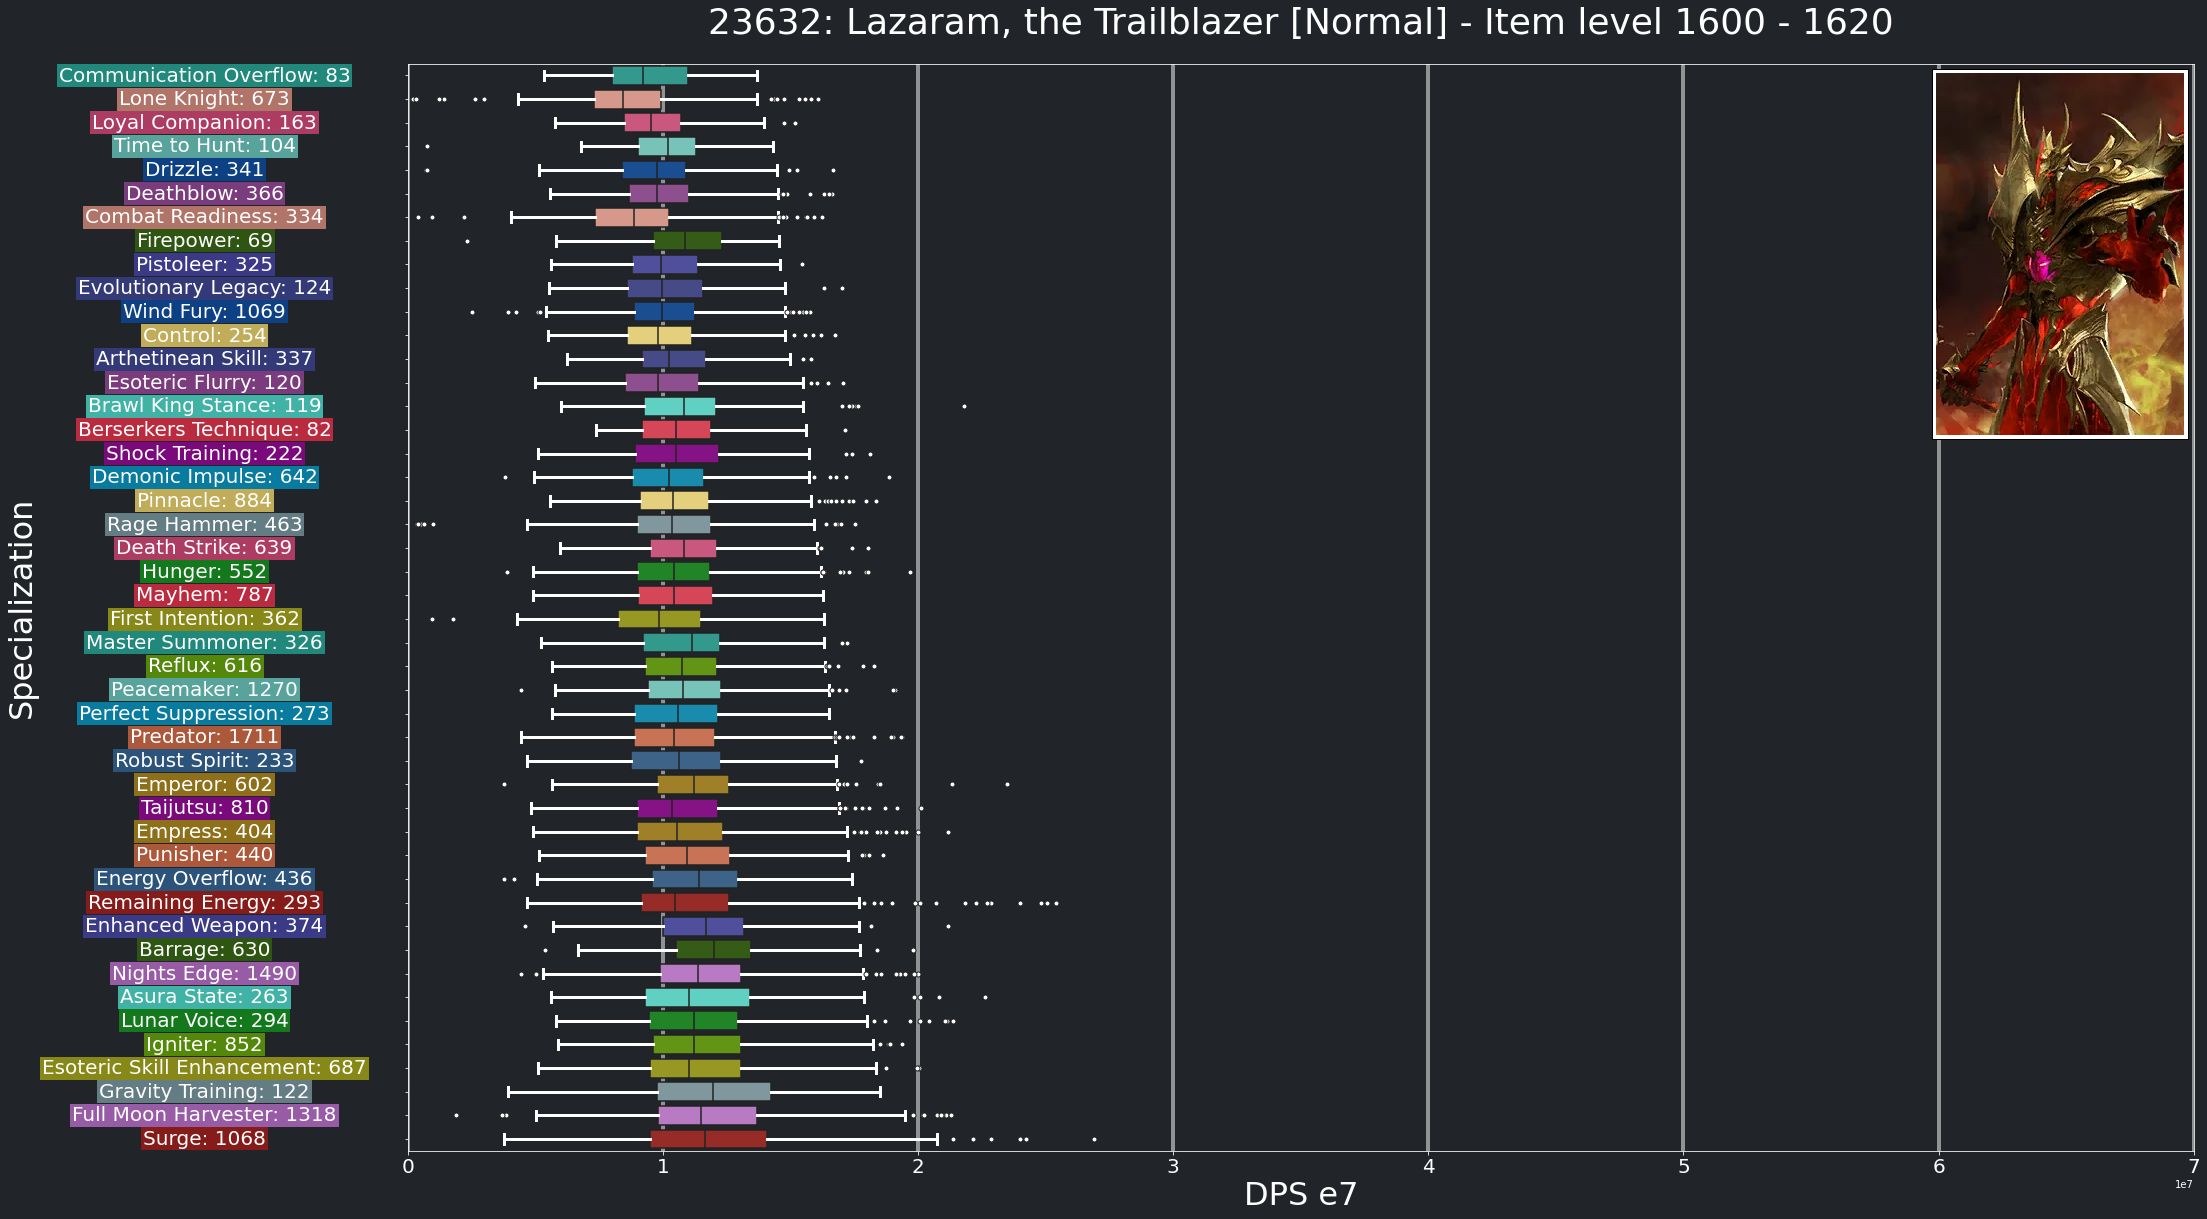 23632: Lazaram, the Trailblazer [Normal] - Item level 1600 - 1620
Specialization
Communication Overflow: 83
Lone Knight: 673
Loyal Companion: 163
Time to Hunt: 104
Drizzle: 341
Deathblow: 366
Combat Readiness: 334
Firepower: 69
Pistoleer: 325
Evolutionary Legacy: 124
Wind Fury: 1069
Control: 254
Arthetinean Skill: 337
Esoteric Flurry: 120
Brawl King Stance: 119
Berserkers Technique: 82
Shock Training: 222
Demonic Impulse: 642
Pinnacle: 884
Rage Hammer: 463
Death Strike: 639
Hunger: 552
Mayhem: 787
First Intention: 362
Master Summoner: 326
Reflux: 616
Peacemaker: 1270
Perfect Suppression: 273
Predator: 1711
Robust Spirit: 233
Emperor: 602
Taijutsu: 810
Empress: 404
Punisher: 440
Energy Overflow: 436
Remaining Energy: 293
Enhanced Weapon: 374
Barrage: 630
Nights Edge: 1490
Asura State: 263
Lunar Voice: 294
Igniter: 852
Esoteric Skill Enhancement: 687
Gravity Training: 122
Full Moon Harvester: 1318
Surge: 1068
0 1 2 3 4 5 6 7
1e7
DPS e7